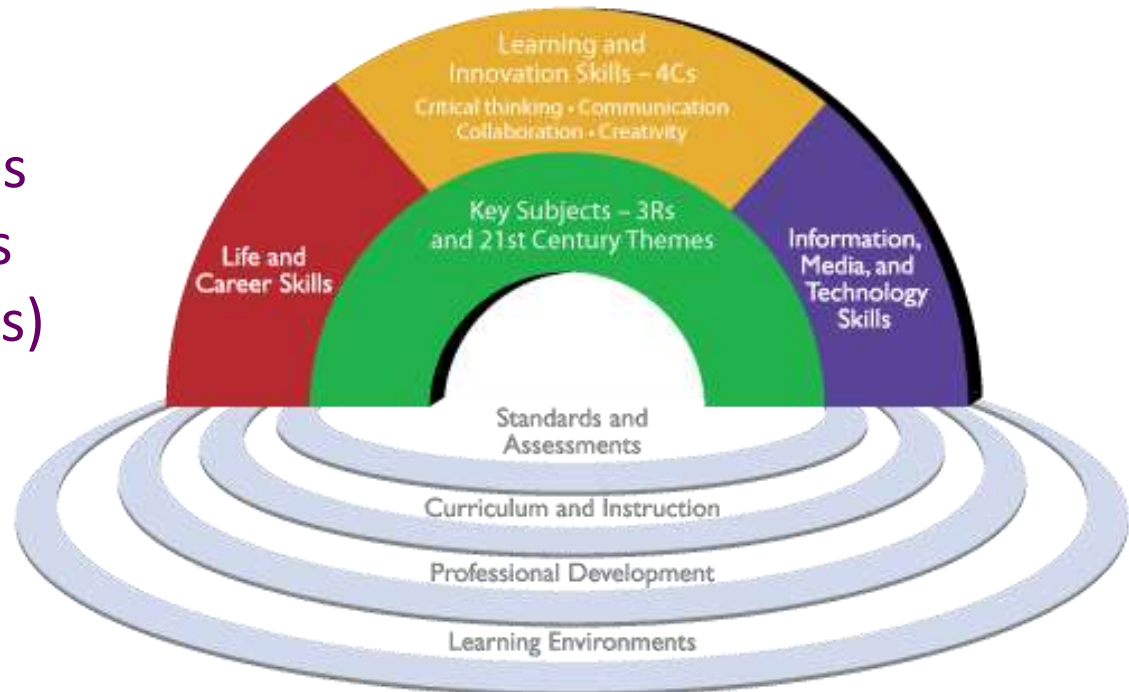 Learning and
Innovation Skills – 4Cs
Critical thinking • Communication
Collaboration • Creativity
s
s
s)
Key Subjects – 3Rs
and 21st Century Themes
Life and
Career Skills
Information,
Media, and
Technology
Skills
Standards and
Assessments
Curriculum and Instruction
Professional Development
Learning Environments